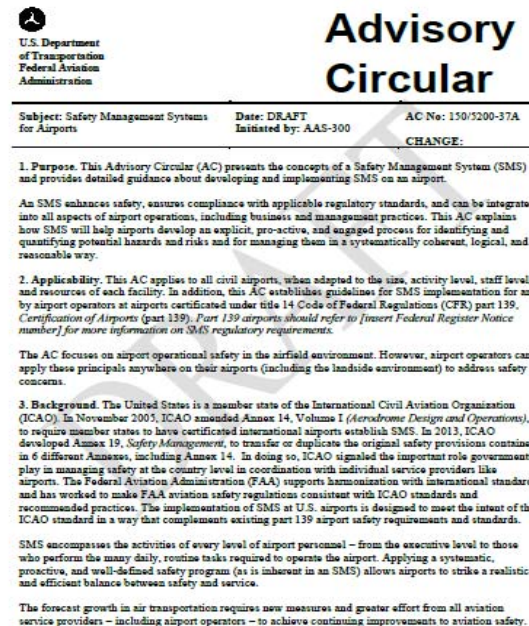 Advisory
Circular
U.S. Department
of Transportation
Federal Aviation
Administration
Subject: Safety Management Systems
for Airports
Date: DRAFT
Initiated by: AAS-300
AC No: 150/5200-37A
CHANGE:
1. Purpose. This Advisory Circular (AC) presents the concepts of a Safety Management System (SMS)
and provides detailed guidance about developing and implementing SMS on an airport.
An SMS enhances safety, ensures compliance with applicable regulatory standards, and can be integrate
into all aspects of airport operations, including business and management practices. This AC explains
how SMS will help airports develop an explicit, pro-active, and engaged process for identifying and
quantifying potential hazards and risks and for managing them in a systematically coherent, logical, and
reasonable way.
2. Applicability. This AC applies to all civil airports, when adapted to the size, activity level, staff level
and resources of each facility. In addition, this AC establishes guidelines for SMS implementation for an
by airport operators at airports certificated under title 14 Code of Federal Regulations (CFR) part 139,
Certification of Airports (part 139). Part 139 airports should refer to [insert Federal Register Notice
number] for more information on SMS regulatory requirements.
The AC focuses on airport operational safety in the airfield environment. However, airport operators can
apply these principals anywhere on their airports (including the landside environment) to address safety
concerns.
3. Background. The United States is a member state of the International Civil Aviation Organization
(ICAO). In November 2005, ICAO amended Annex 14, Volume I (Aerodrome Design and Operations),
to require member states to have certificated international airports establish SMS. In 2013, ICAO
developed Annex 19, Safety Management, to transfer or duplicate the original safety provisions containe
in 6 different Annexes, including Annex 14. In doing so, ICAO signaled the important role government
play in managing safety at the country level in coordination with individual service providers like
airports. The Federal Aviation Administration (FAA) supports harmonization with international standard
and has worked to make FAA aviation safety regulations consistent with ICAO standards and
recommended practices. The implementation of SMS at U.S. airports is designed to meet the intent of th
ICAO standard in a way that complements existing part 139 airport safety requirements and standards.
SMS encompasses the activities of every level of airport personnel – from the executive level to those
who perform the many daily, routine tasks required to operate the airport. Applying a systematic,
proactive, and well-defined safety program (as is inherent in an SMS) allows airports to strike a realistic
and efficient balance between safety and service.
The forecast growth in air transportation requires new measures and greater effort from all aviation
service providers – including airport operators – to achieve continuing improvements to aviation safety.
DRAFT